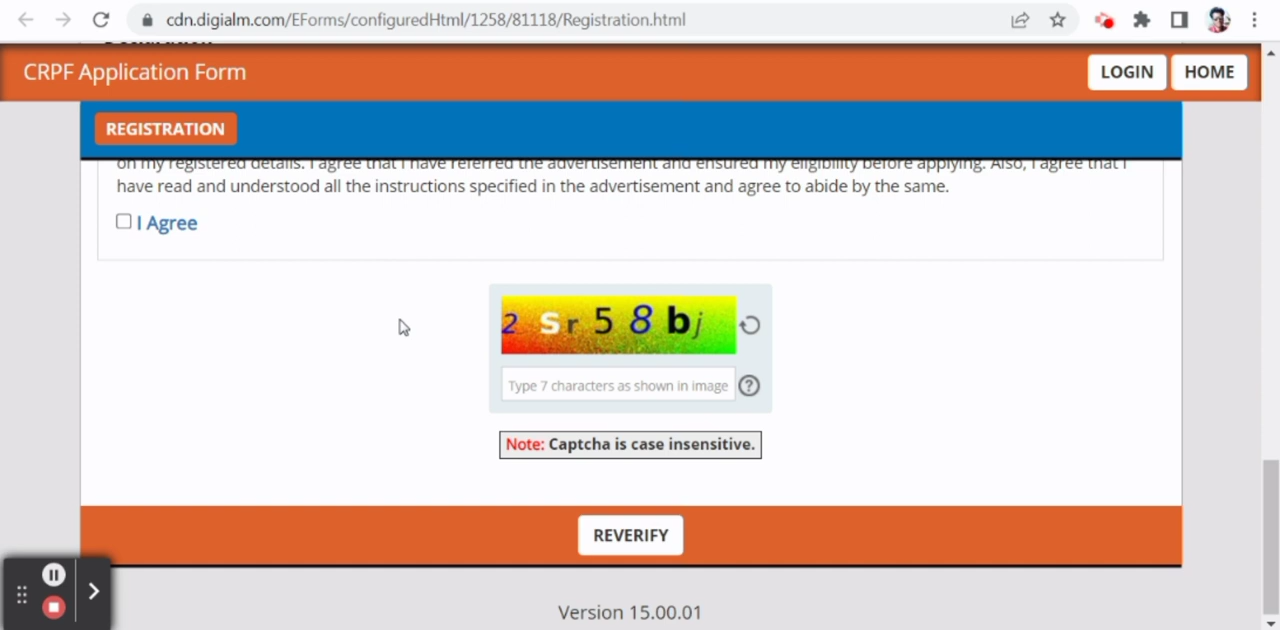 cdn.digialm.com/EForms/configuredHtml/1258/81118/Registration.html
CRPF Application Form
LOGIN
HOME
REGISTRATION
on my registered details. I agree that I have referred the advertisement and ensured my eligibility before applying. Also, I agree that I
have read and understood all the instructions specified in the advertisement and agree to abide by the same.
I Agree
2 Sr 5 8 bj
Type 7 characters as shown in image
Note: Captcha is case insensitive.
REVERIFY
Version 15.00.01